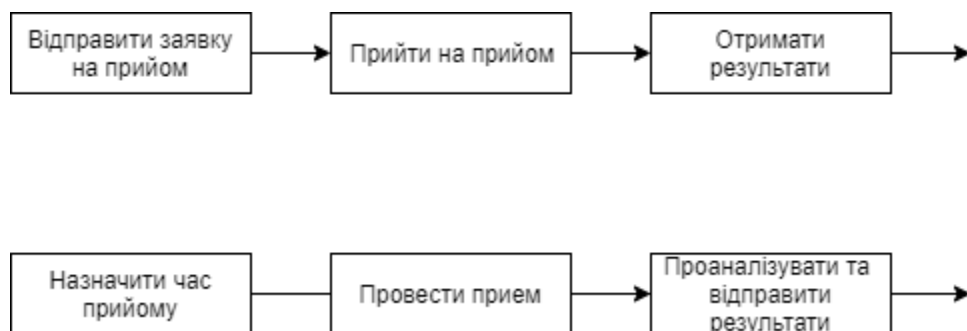 Відправити заявку
на прийом
Прийти на прийом
Отримати
результати
Назначити час
прийому
Провести прием
Проаналізувати та
відправити
результати